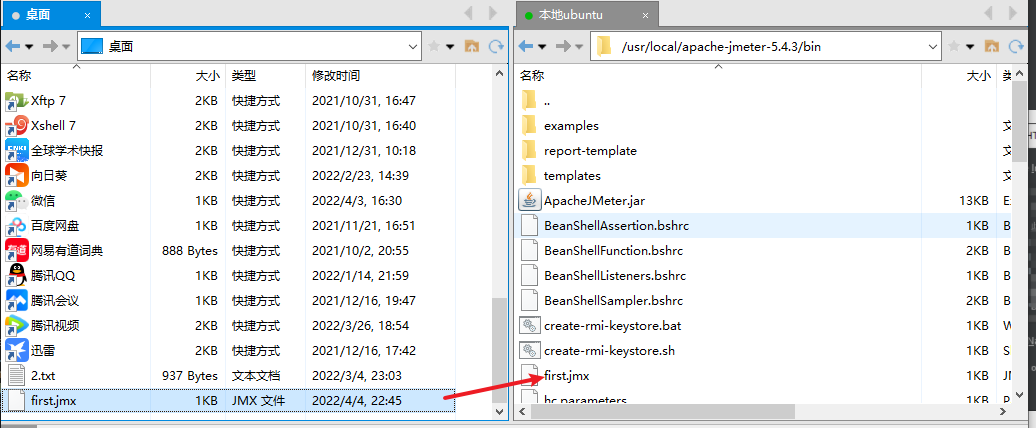 桌面 × 本地ubuntu ×
桌面 /usr/local/apache-jmeter-5.4.3/bin
名称 大小 类型 修改时间 名称 大小
Xftp 7 2KB 快捷方式 2021/10/31, 16:47 ..
Xshell 7 2KB 快捷方式 2021/10/31, 16:40 examples
全球学术快报 2KB 快捷方式 2021/12/31, 10:18 report-template
向日葵 2KB 快捷方式 2022/2/23, 14:39 templates
微信 1KB 快捷方式 2022/4/3, 16:30 ApacheJMeter.jar 13KB
百度网盘 1KB 快捷方式 2021/11/21, 16:51 BeanShellAssertion.bshrc 1KB
网易有道词典 888 Bytes 快捷方式 2021/10/2, 20:55 BeanShellFunction.bshrc 2KB
腾讯QQ 1KB 快捷方式 2022/1/14, 21:59 BeanShellListeners.bshrc 1KB
腾讯会议 1KB 快捷方式 2021/12/16, 19:47 BeanShellSampler.bshrc 2KB
腾讯视频 2KB 快捷方式 2022/3/26, 18:54 create-rmi-keystore.bat 1KB
迅雷 2KB 快捷方式 2021/12/16, 17:42 create-rmi-keystore.sh 1KB
2.txt 937 Bytes 文本文档 2022/3/4, 23:03 first.jmx 1KB
first.jmx 1KB JMX 文件 2022/4/4, 22:45 hc.parameters 1KB